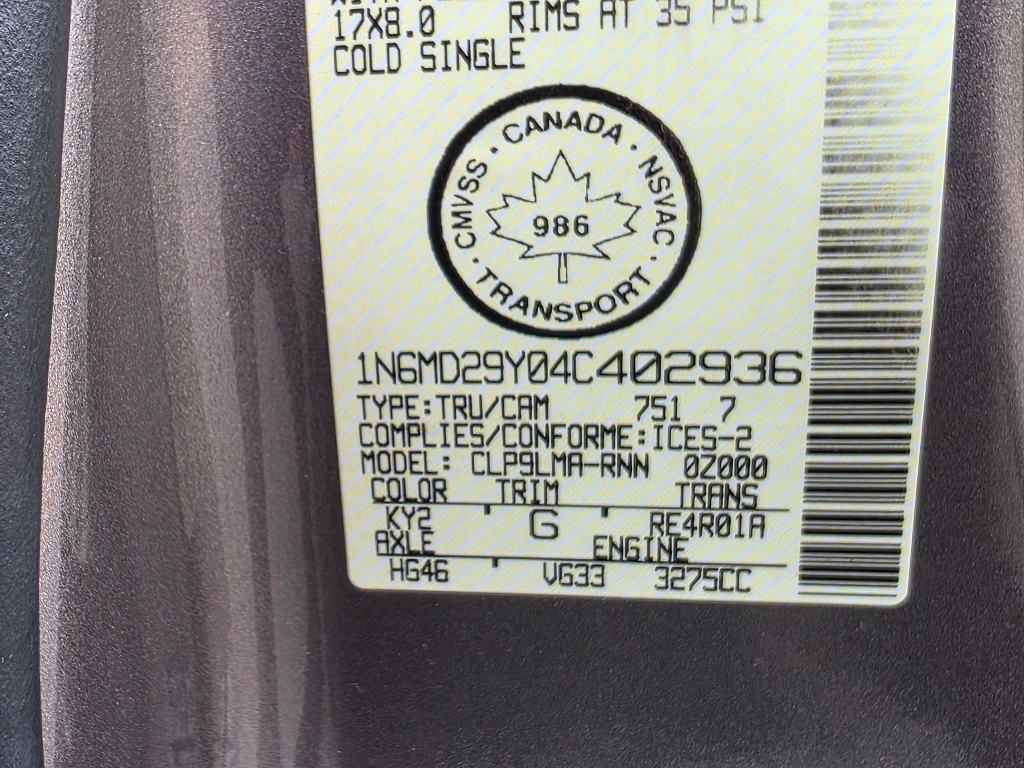 17X8.0 RIMS AT 35 PSI
COLD SINGLE
CANADA · NSVAC · TRANSPORT · CMVSS ·
986
1N6MD29Y04C402936
TYPE:TRU/CAM 751 7
COMPLIES/CONFORME:ICES-2
MODEL: CLP9LMA-RNN 0Z000
COLOR TRIM TRANS
KY2 G RE4R01A
AXLE ENGINE
HG46 VG33 3275CC